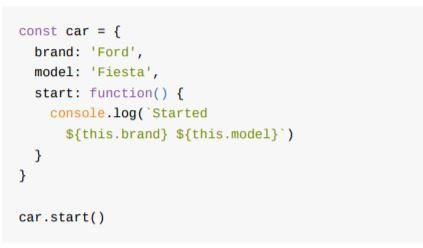 const car = {
  brand: 'Ford',
  model: 'Fiesta',
  start: function() {
    console.log(`Started
      ${this.brand} ${this.model}`)
  }
}

car.start()